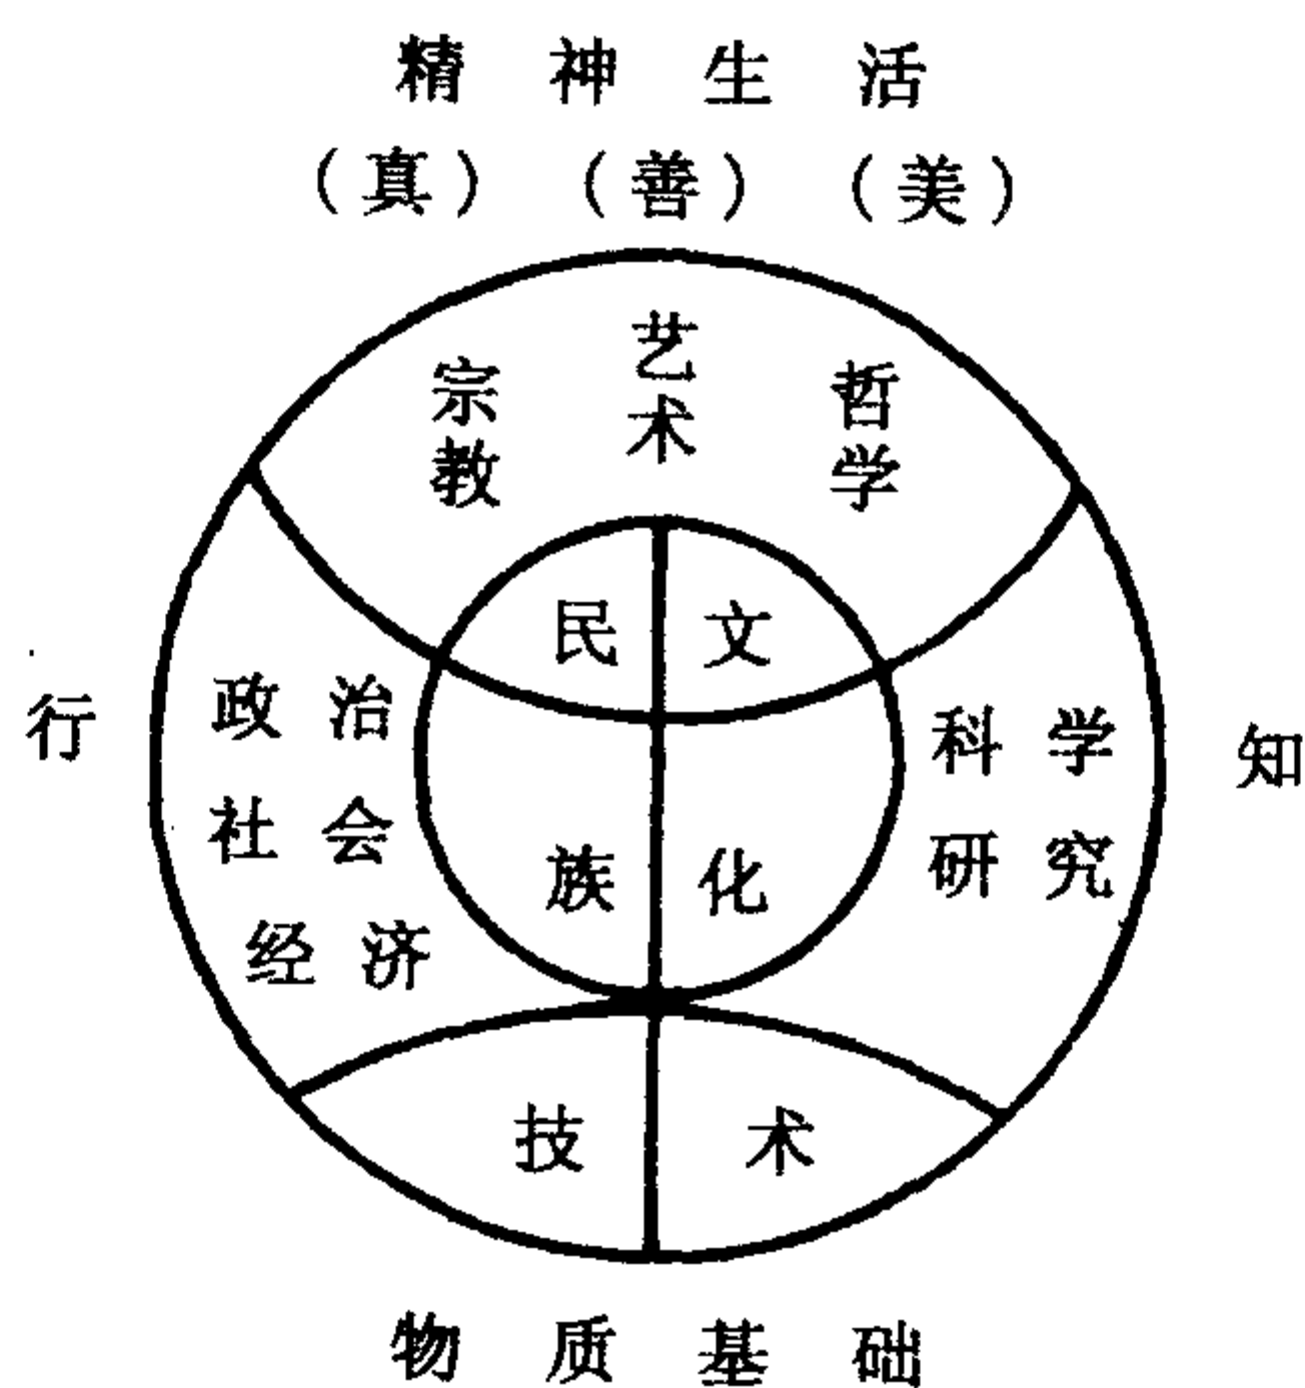 精神生活
(真)(善)(美)
宗教
艺术
哲学
民文
族化
行
政治
社会
经济
科学
研究
知
技术
物质基础